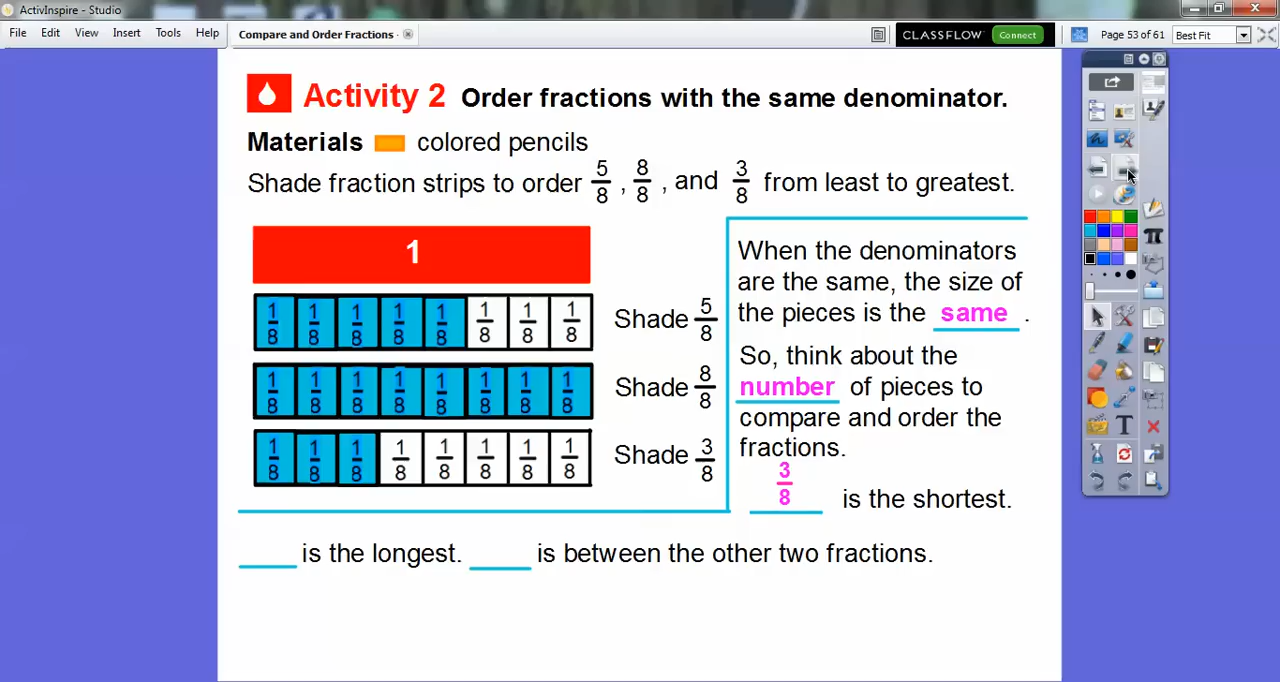 ActivInspire - Studio
File Edit View Insert Tools Help
Compare and Order Fractions
CLASSFLOW Connect
Page 53 of 61
Best Fit
Activity 2 Order fractions with the same denominator.
Materials colored pencils
Shade fraction strips to order 5/8, 8/8, and 3/8 from least to greatest.
1
1/8 1/8 1/8 1/8 1/8 1/8 1/8 1/8 Shade 5/8
1/8 1/8 1/8 1/8 1/8 1/8 1/8 1/8 Shade 8/8
1/8 1/8 1/8 1/8 1/8 1/8 1/8 1/8 Shade 3/8
When the denominators
are the same, the size of
the pieces is the same.
So, think about the
number of pieces to
compare and order the
fractions.
3/8 is the shortest.
____ is the longest. ____ is between the other two fractions.